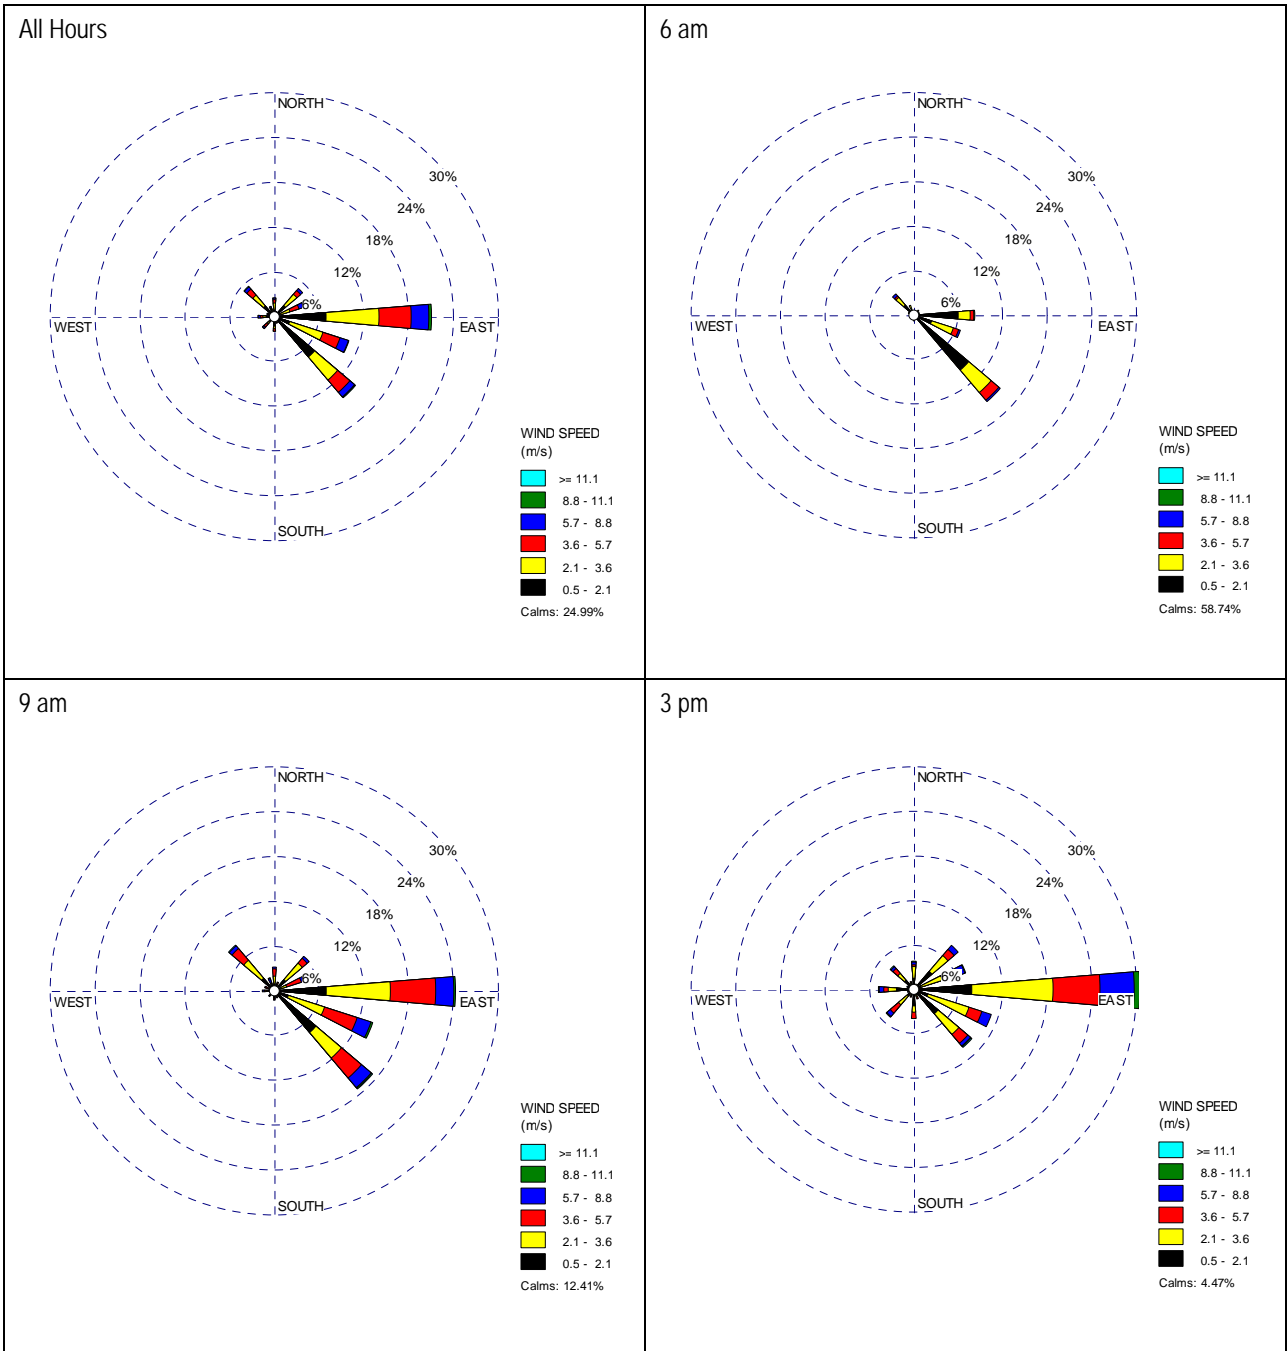 All Hours
NORTH
30%
24%
18%
12%
6%
WEST
EAST
SOUTH
WIND SPEED
(m/s)
>= 11.1
8.8 - 11.1
5.7 - 8.8
3.6 - 5.7
2.1 - 3.6
0.5 - 2.1
Calms: 24.99%
6 am
NORTH
30%
24%
18%
12%
6%
WEST
EAST
SOUTH
WIND SPEED
(m/s)
>= 11.1
8.8 - 11.1
5.7 - 8.8
3.6 - 5.7
2.1 - 3.6
0.5 - 2.1
Calms: 58.74%
9 am
NORTH
30%
24%
18%
12%
6%
WEST
EAST
SOUTH
WIND SPEED
(m/s)
>= 11.1
8.8 - 11.1
5.7 - 8.8
3.6 - 5.7
2.1 - 3.6
0.5 - 2.1
Calms: 12.41%
3 pm
NORTH
30%
24%
18%
12%
6%
WEST
EAST
SOUTH
WIND SPEED
(m/s)
>= 11.1
8.8 - 11.1
5.7 - 8.8
3.6 - 5.7
2.1 - 3.6
0.5 - 2.1
Calms: 4.47%